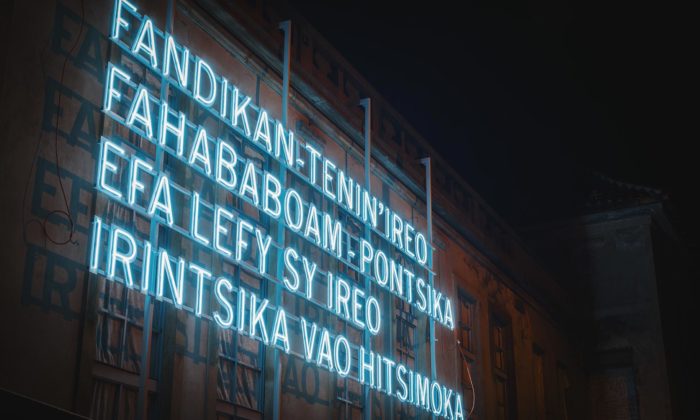 FANDIKAN-TENIN'IREO
FAHABABOAM-PONTSIKA
EFA LEFY SY IREO
IRINTSIKA VAO HITSIMOKA